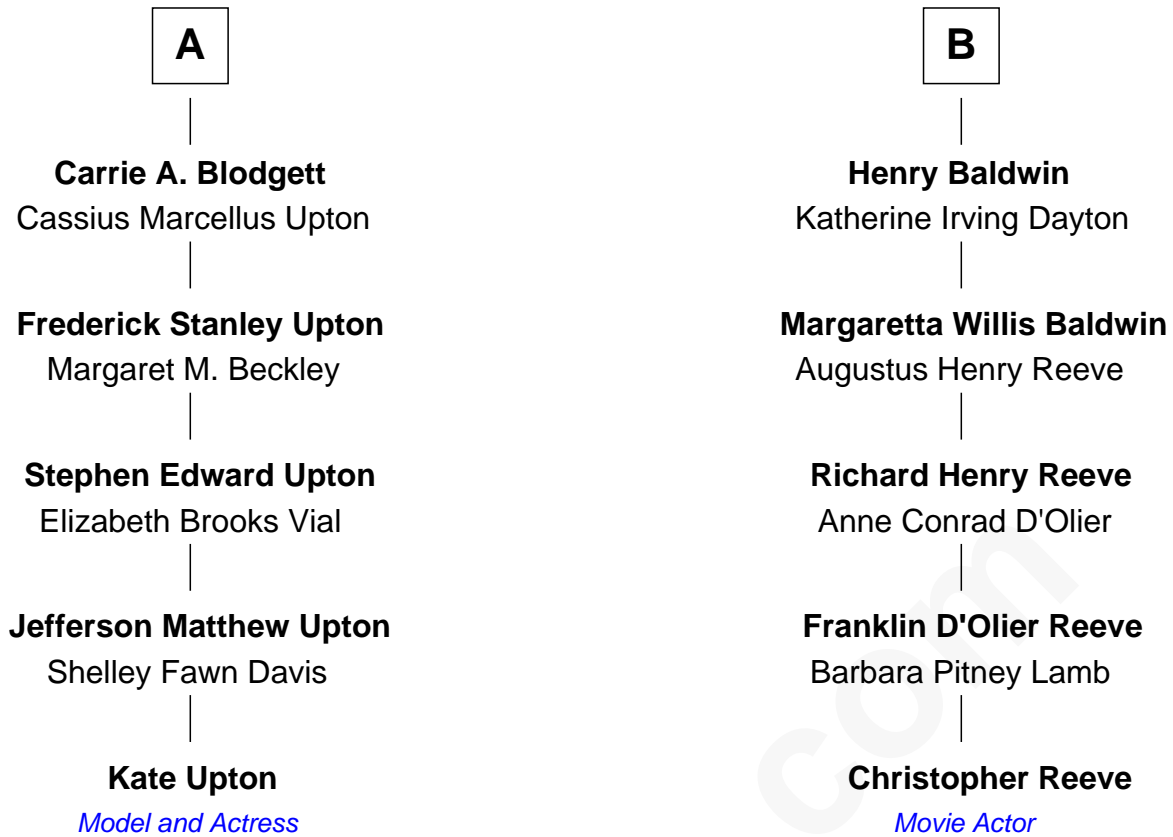 A
Carrie A. Blodgett
Cassius Marcellus Upton
Frederick Stanley Upton
Margaret M. Beckley
Stephen Edward Upton
Elizabeth Brooks Vial
Jefferson Matthew Upton
Shelley Fawn Davis
Kate Upton
Model and Actress
B
Henry Baldwin
Katherine Irving Dayton
Margaretta Willis Baldwin
Augustus Henry Reeve
Richard Henry Reeve
Anne Conrad D'Olier
Franklin D'Olier Reeve
Barbara Pitney Lamb
Christopher Reeve
Movie Actor
com